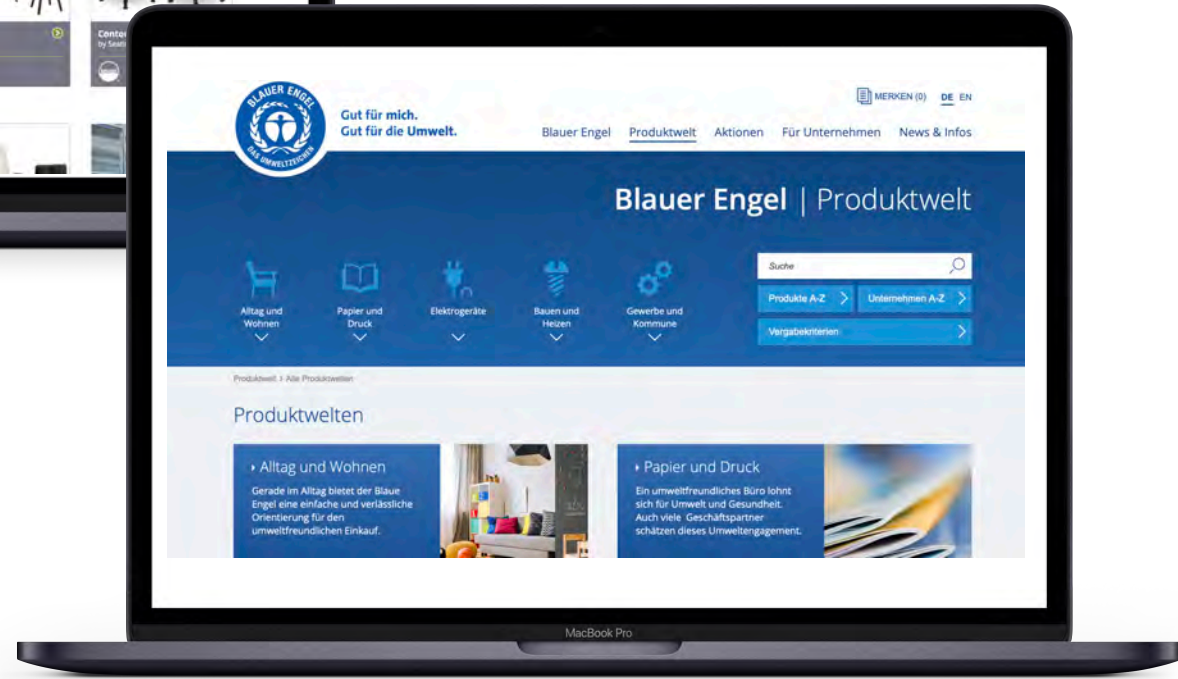 Conto
by Seati
BLAUER ENGEL
DAS UMWELTZEICHEN
Gut für mich.
Gut für die Umwelt.
MERKEN (0) DE EN
Blauer Engel Produktwelt Aktionen Für Unternehmen News & Infos
Blauer Engel | Produktwelt
Alltag und
Wohnen
Papier und
Druck
Elektrogeräte
Bauen und
Heizen
Gewerbe und
Kommune
Suche
Produkte A-Z
Unternehmen A-Z
Vergabekriterien
Produktwelt > Alle Produktwelten
Produktwelten
Alltag und Wohnen
Gerade im Alltag bietet der Blaue
Engel eine einfache und verlässliche
Orientierung für den
umweltfreundlichen Einkauf.
Papier und Druck
Ein umweltfreundliches Büro lohnt
sich für Umwelt und Gesundheit.
Auch viele Geschäftspartner
schätzen dieses Umweltengagement.
MacBook Pro